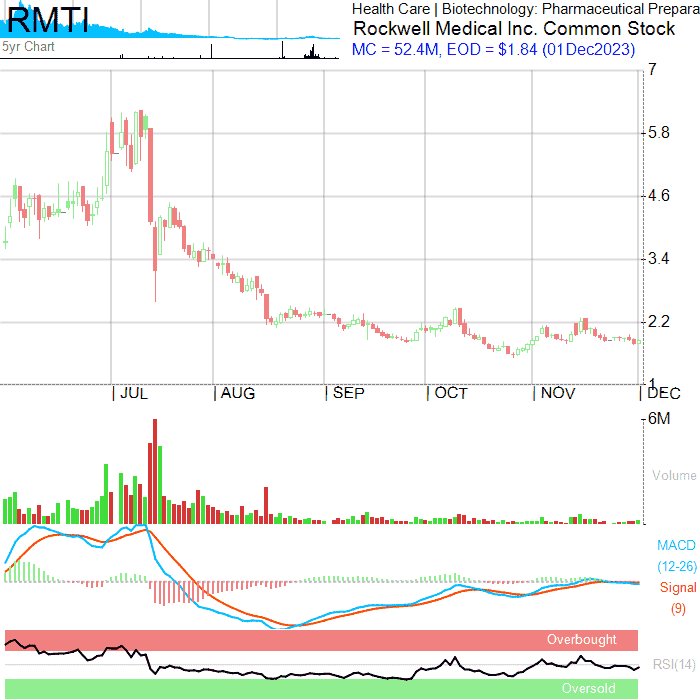 RMTI
5yr Chart
Health Care | Biotechnology: Pharmaceutical Prepara
Rockwell Medical Inc. Common Stock
MC = 52.4M, EOD = $1.84 (01Dec2023)
7
5.8
4.6
3.4
2.2
1
JUL AUG SEP OCT NOV DEC
6M
Volume
MACD
(12-26)
Signal
(9)
Overbought
RSI(14)
Oversold